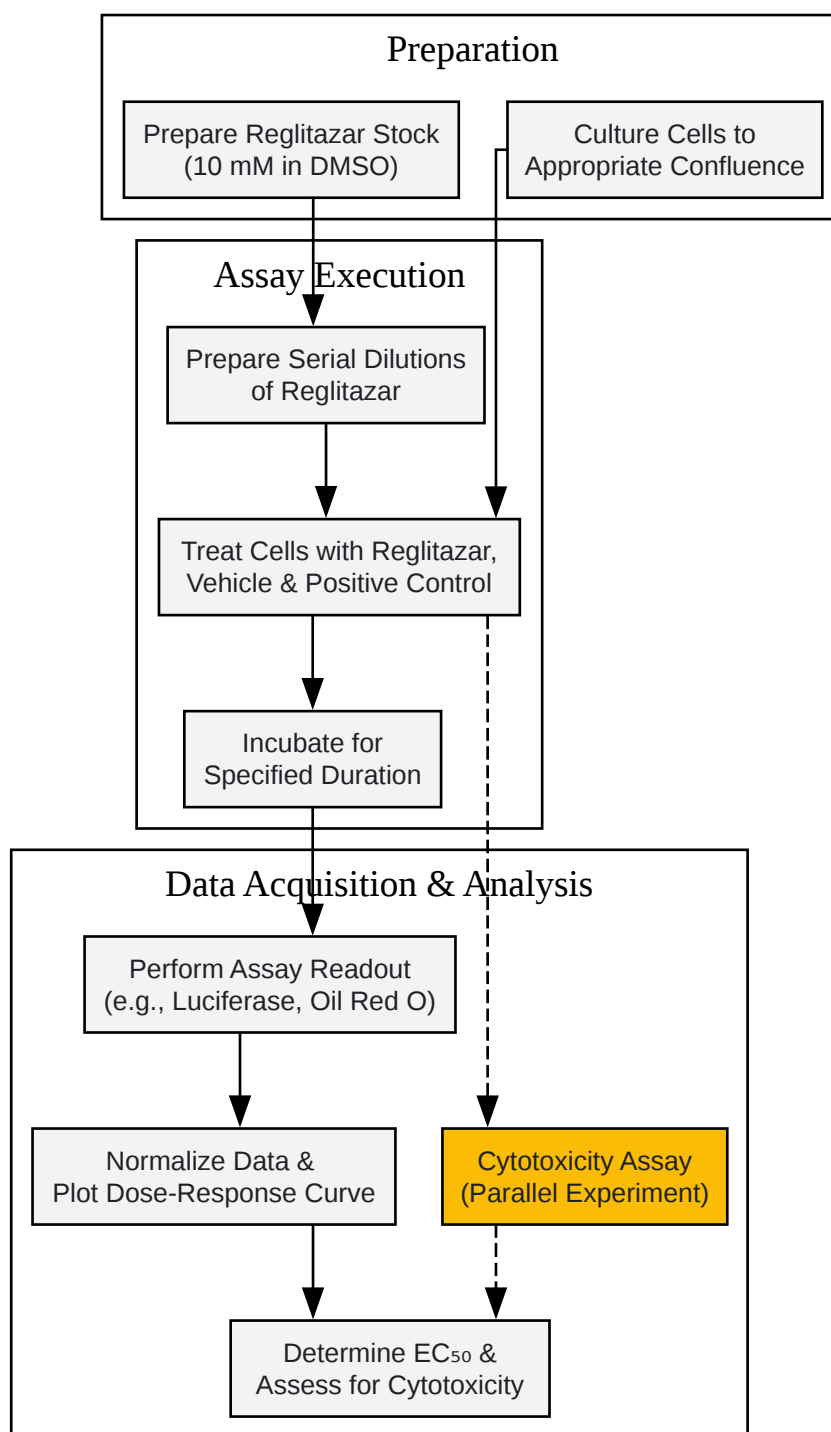 Preparation
Prepare Reglitazar Stock
(10 mM in DMSO)
Culture Cells to
Appropriate Confluence
Assay Execution
Prepare Serial Dilutions
of Reglitazar
Treat Cells with Reglitazar,
Vehicle & Positive Control
Incubate for
Specified Duration
Data Acquisition & Analysis
Perform Assay Readout
(e.g., Luciferase, Oil Red O)
Normalize Data &
Plot Dose-Response Curve
Cytotoxicity Assay
(Parallel Experiment)
Determine EC₅₀ &
Assess for Cytotoxicity